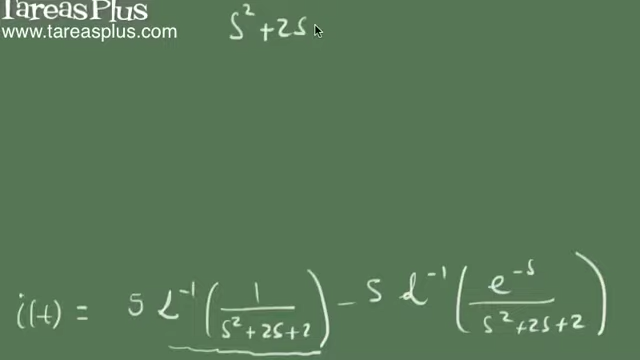 TareasPlus
www.tareasplus.com
s² + 2s
i(t) = 5 ℒ⁻¹ ( 1 / s² + 2s + 2 ) - 5 ℒ⁻¹ ( e⁻ˢ / s² + 2s + 2 )